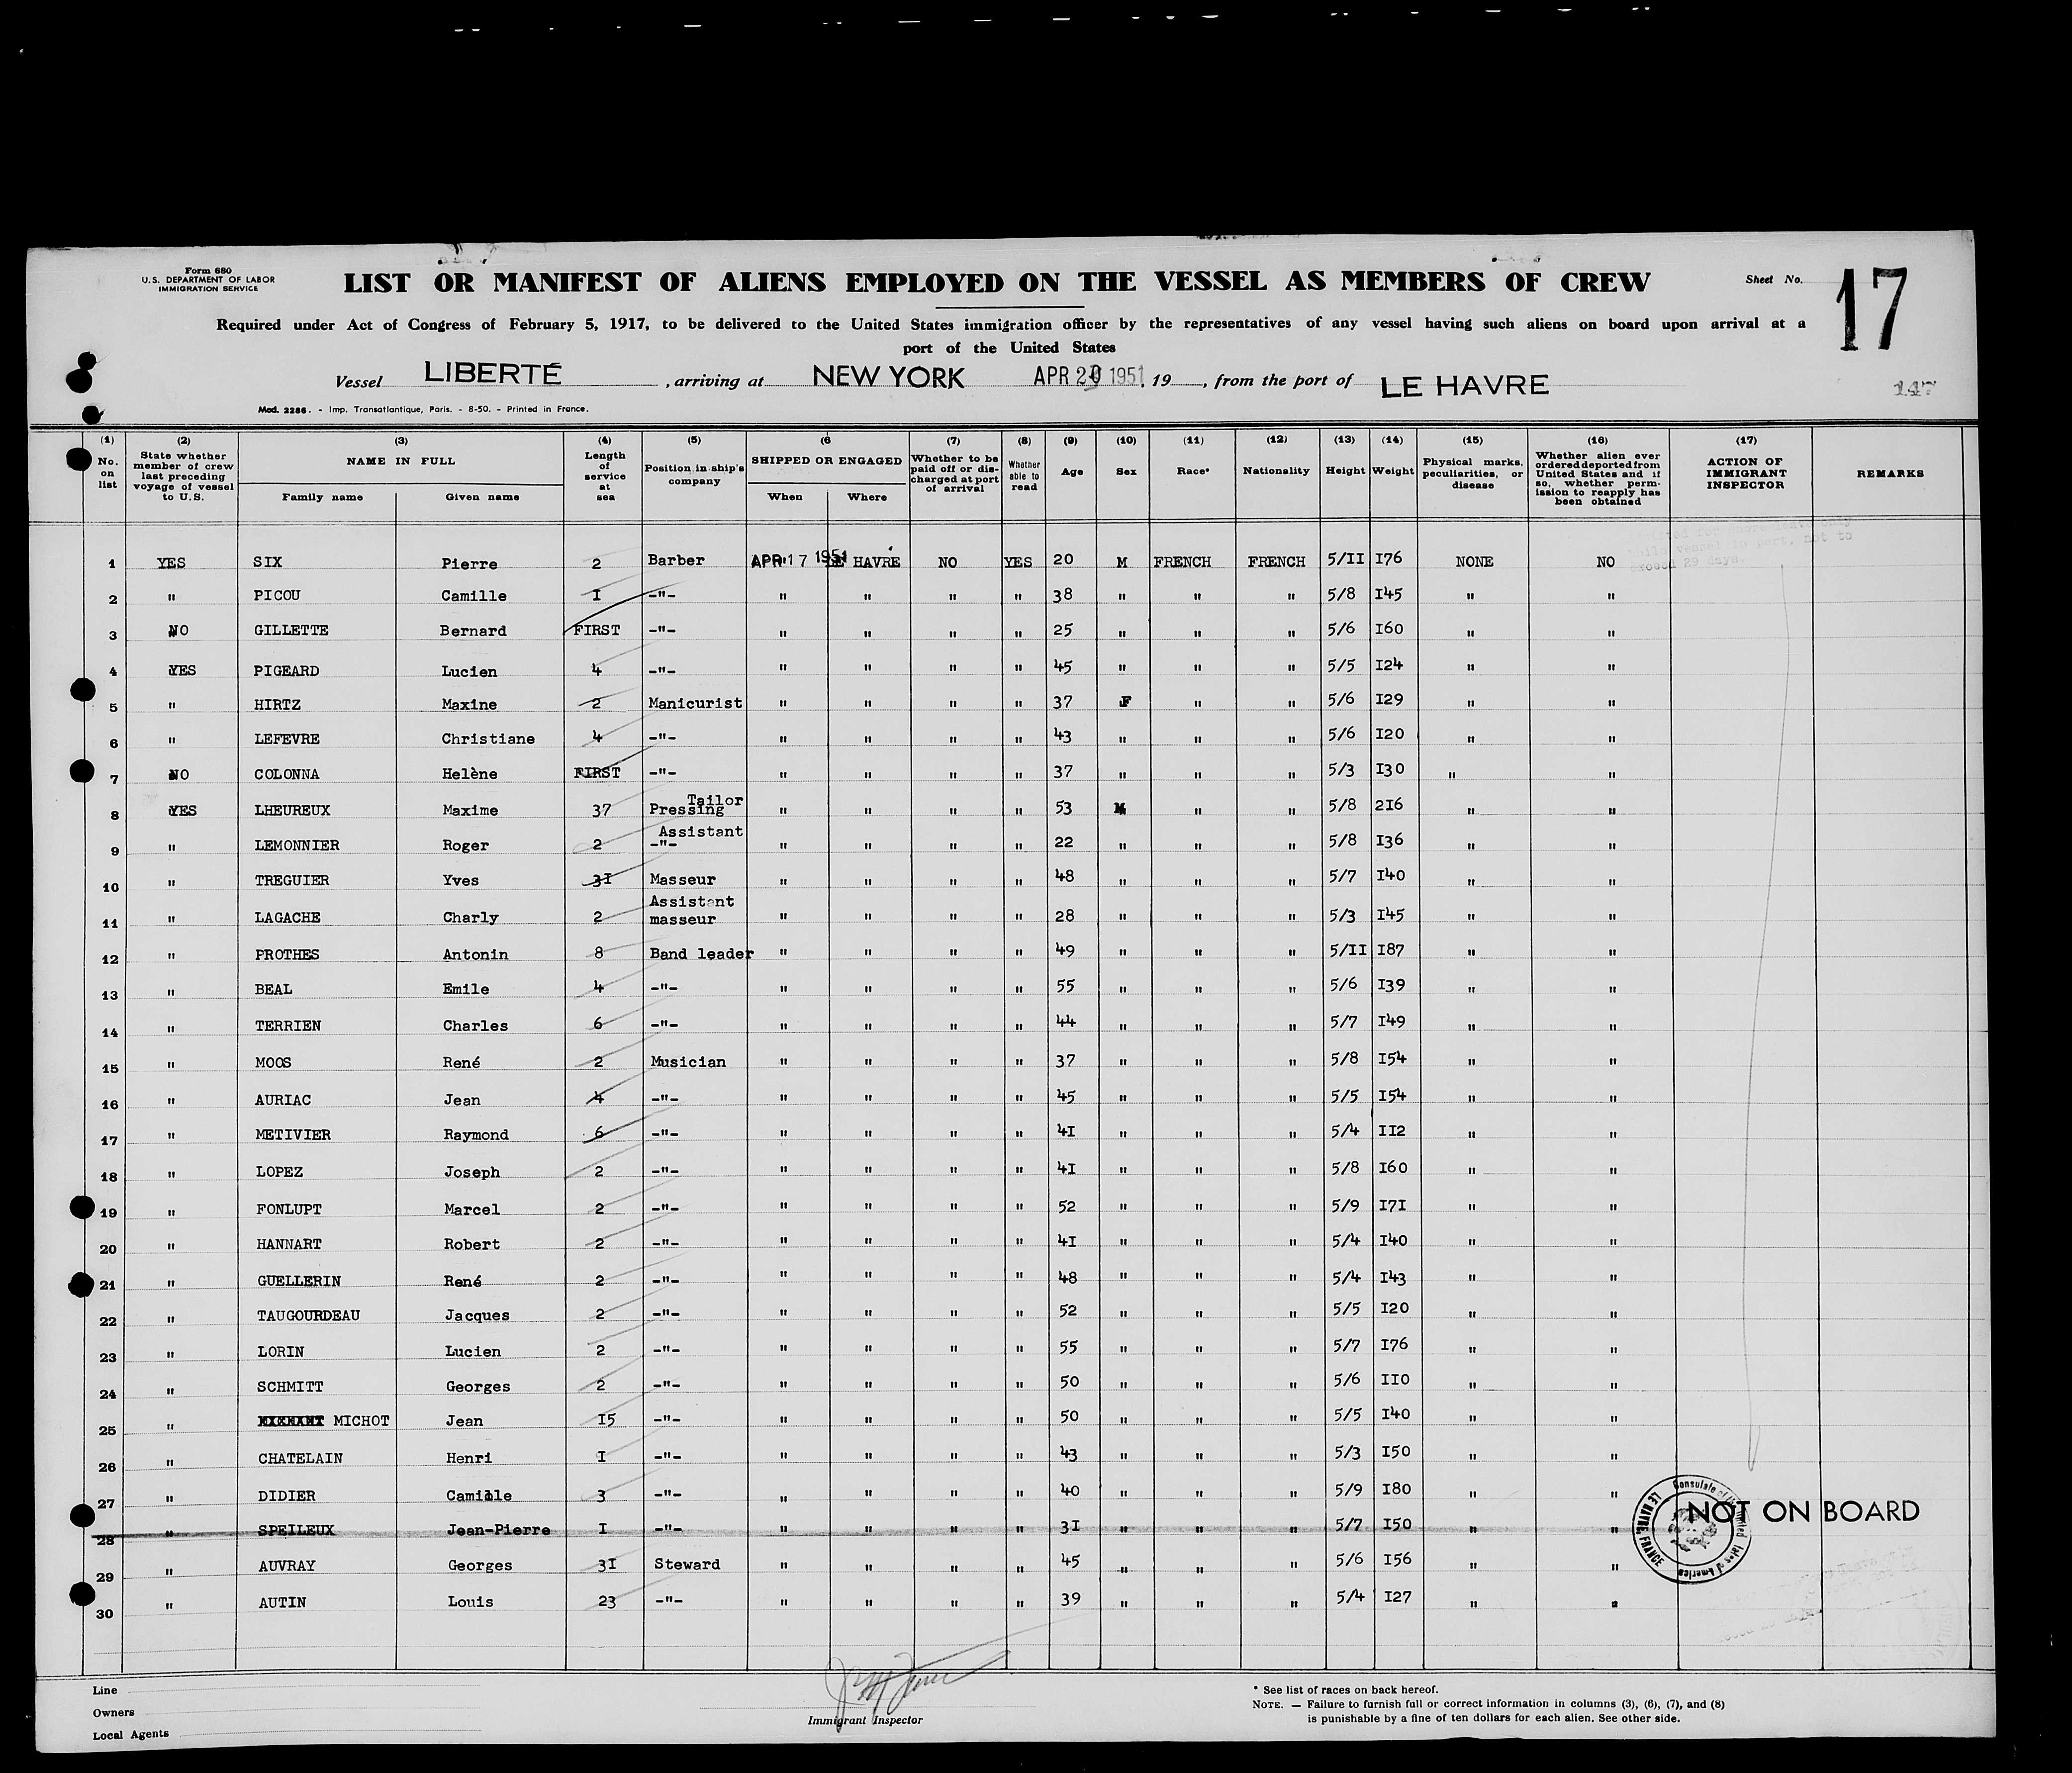 Form 680
U.S. DEPARTMENT OF LABOR
IMMIGRATION SERVICE
LIST OR MANIFEST OF ALIENS EMPLOYED ON THE VESSEL AS MEMBERS OF CREW
Sheet No. 17
Required under Act of Congress of February 5, 1917, to be delivered to the United States immigration officer by the representatives of any vessel having such aliens on board upon arrival at a
port of the United States
Vessel LIBERTÉ , arriving at NEW YORK APR 20 1951, 19 , from the port of LE HAVRE
147
Mod. 2286. - Imp. Transatlantique, Paris. - 8-50. - Printed in France.
(1) No. on list (2) State whether member of crew last preceding voyage of vessel to U.S. (3) NAME IN FULL Family name Given name (4) Length of service at sea (5) Position in ship's company (6 SHIPPED OR ENGAGED When Where (7) Whether to be paid off or discharged at port of arrival (8) Whether able to read (9) Age (10) Sex (11) Race* (12) Nationality (13) Height (14) Weight (15) Physical marks, peculiarities, or disease (16) Whether alien ever ordered deported from United States and if so, whether permission to reapply has been obtained (17) ACTION OF IMMIGRANT INSPECTOR REMARKS
1 YES SIX Pierre 2 Barber APR 17 1951 LE HAVRE NO YES 20 M FRENCH FRENCH 5/II I76 NONE NO
2 " PICOU Camille I -"- " " " " 38 " " " 5/8 I45 " "
3 NO GILLETTE Bernard FIRST -"- " " " " 25 " " " 5/6 I60 " "
4 YES PIGEARD Lucien 4 -"- " " " " 45 " " " 5/5 I24 " "
5 " HIRTZ Maxine 2 Manicurist " " " " 37 F " " 5/6 I29 " "
6 " LEFEVRE Christiane 4 -"- " " " " 43 " " " 5/6 I20 " "
7 NO COLONNA Helène FIRST -"- " " " " 37 " " " 5/3 I30 " "
8 YES LHEUREUX Maxime 37 Tailor Pressing " " " " 53 M " " 5/8 2I6 " "
9 " LEMONNIER Roger 2 Assistant -"- " " " " 22 " " " 5/8 I36 " "
10 " TREGUIER Yves 3I Masseur " " " " 48 " " " 5/7 I40 " "
11 " LAGACHE Charly 2 Assistant masseur " " " " 28 " " " 5/3 I45 " "
12 " PROTHES Antonin 8 Band leader " " " " 49 " " " 5/II I87 " "
13 " BEAL Emile 4 -"- " " " " 55 " " " 5/6 I39 " "
14 " TERRIEN Charles 6 -"- " " " " 44 " " " 5/7 I49 " "
15 " MOOS René 2 Musician " " " " 37 " " " 5/8 I54 " "
16 " AURIAC Jean 4 -"- " " " " 45 " " " 5/5 I54 " "
17 " METIVIER Raymond 6 -"- " " " " 4I " " " 5/4 II2 " "
18 " LOPEZ Joseph 2 -"- " " " " 4I " " " 5/8 I60 " "
19 " FONLUPT Marcel 2 -"- " " " " 52 " " " 5/9 I7I " "
20 " HANNART Robert 2 -"- " " " " 4I " " " 5/4 I40 " "
21 " GUELLERIN René 2 -"- " " " " 48 " " " 5/4 I43 " "
22 " TAUGOURDEAU Jacques 2 -"- " " " " 52 " " " 5/5 I20 " "
23 " LORIN Lucien 2 -"- " " " " 55 " " " 5/7 I76 " "
24 " SCHMITT Georges 2 -"- " " " " 50 " " " 5/6 II0 " "
25 " MICHOT Jean I5 -"- " " " " 50 " " " 5/5 I40 " "
26 " CHATELAIN Henri I -"- " " " " 43 " " " 5/3 I50 " "
27 " DIDIER Camille 3 -"- " " " " 40 " " " 5/9 I80 " "
28 " SPEILEUX Jean-Pierre I -"- " " " " 3I " " " 5/7 I50 " " NOT ON BOARD
29 " AUVRAY Georges 3I Steward " " " " 45 " " " 5/6 I56 " "
30 " AUTIN Louis 23 -"- " " " " 39 " " " 5/4 I27 " "
Consulate of
America
LE HAVRE, FRANCE
Line
Owners
Local Agents
Immigrant Inspector
* See list of races on back hereof.
NOTE. — Failure to furnish full or correct information in columns (3), (6), (7), and (8)
is punishable by a fine of ten dollars for each alien. See other side.